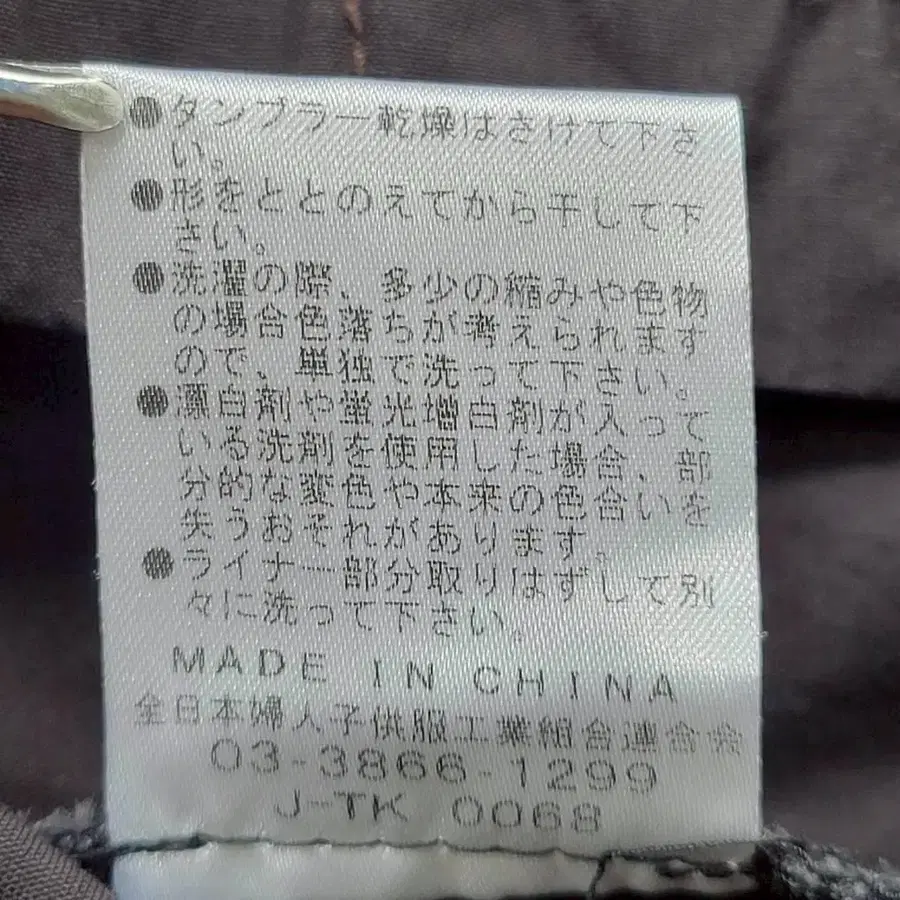 ●タンブラー乾燥はさけて下さ
い。
●形をととのえてから干して下
さい。
●洗濯の際、多少の縮みや色物
の場合色落ちが考えられます
ので、単独で洗って下さい。
●漂白剤や蛍光増白剤が入って
いる洗剤を使用した場合、部
分的な変色や本来の色合いを
失うおそれがあります。
●ライナー部分取りはずして別
々に洗って下さい。
MADE IN CHINA
全日本婦人子供服工業組合連合会
03-3866-1299
J-TK 0068